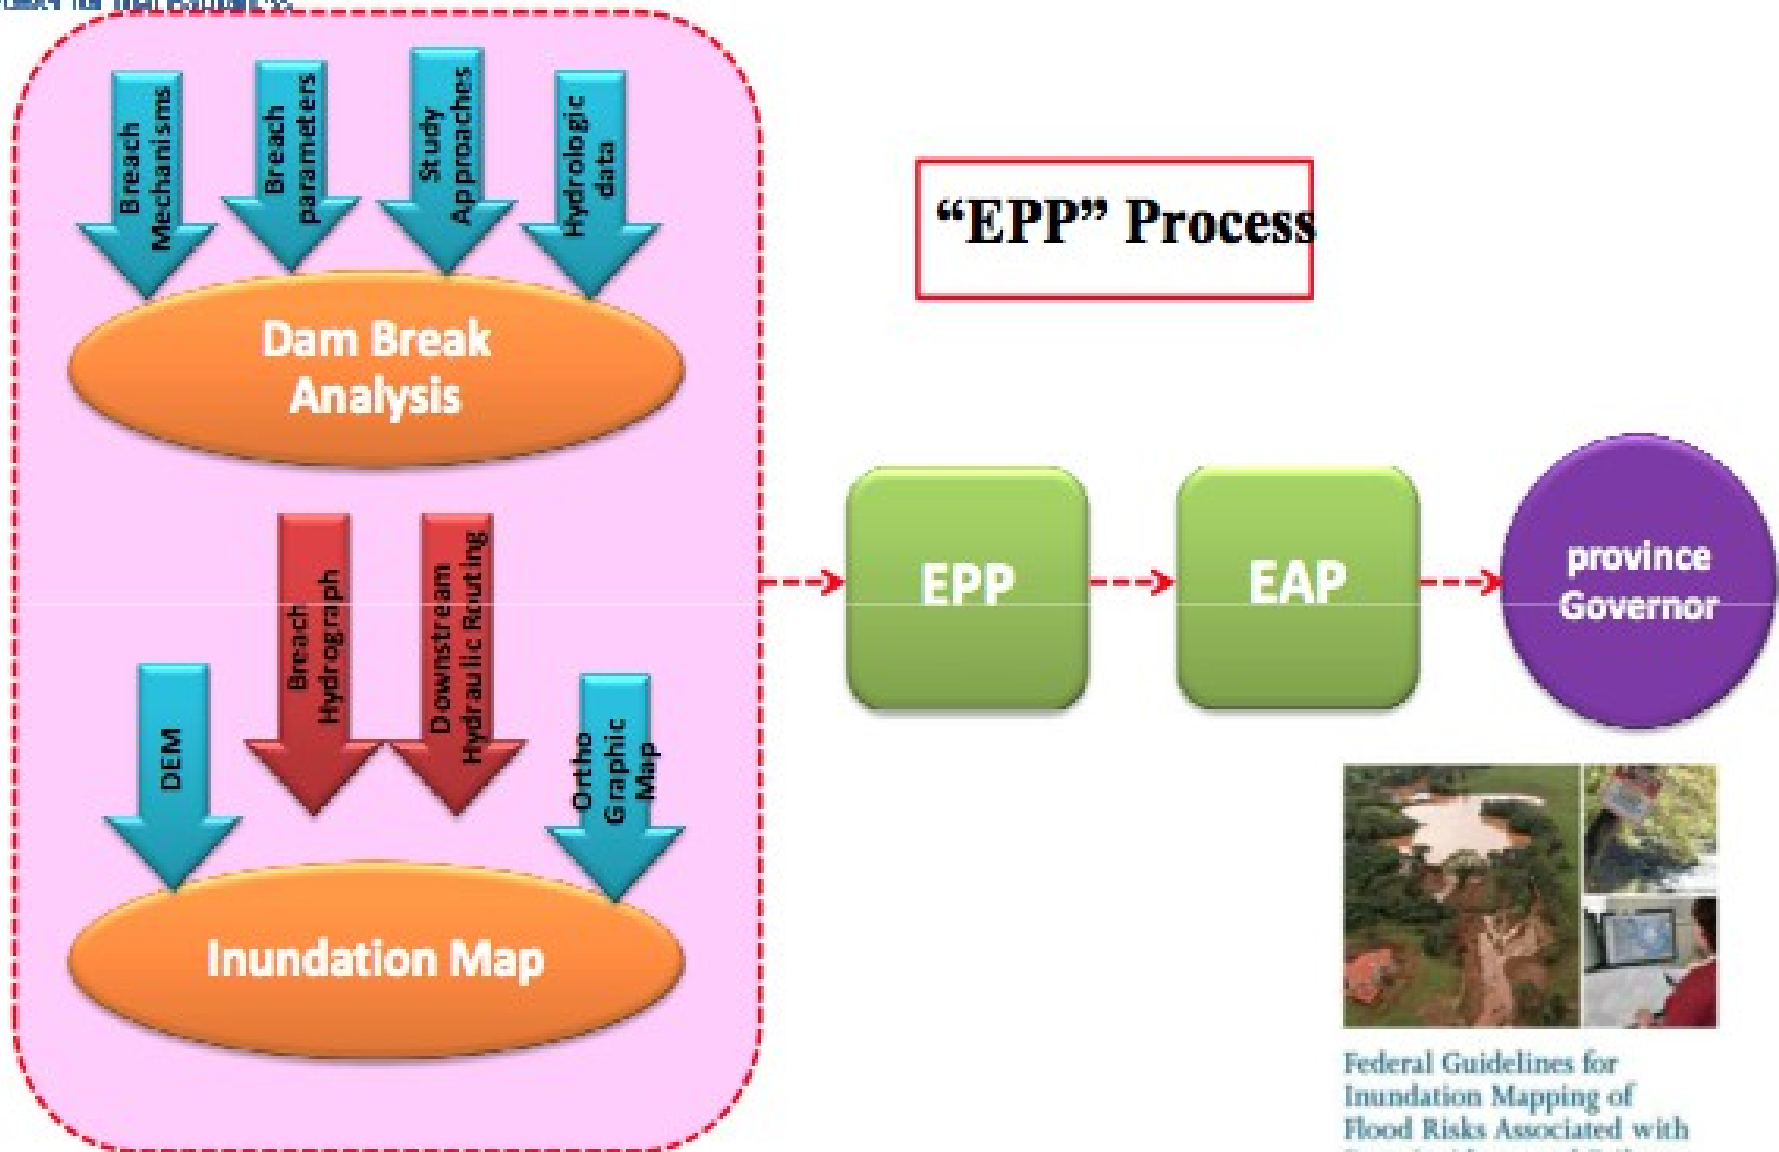 Breach
Mechanisms
Breach
parameters
Study
Approaches
Hydrologic
data
Dam Break
Analysis
Breach
Hydrograph
Downstream
Hydraulic Routing
DEM
Ortho
Graphic
Map
Inundation Map
“EPP” Process
EPP
EAP
province
Governor
Federal Guidelines for
Inundation Mapping of
Flood Risks Associated with